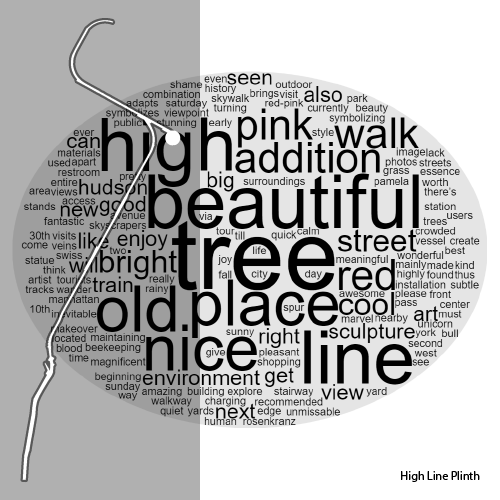 even seen outdoor
shame history brings visit also park
combination skywalk red-pink currently beauty
adapts saturday turning symbolizing
symbolizes viewpoint
public stunning early pink style walk
ever can high addition image lack
materials photos streets
used apart grass essence
restroom pretty big surroundings pamela worth
entire hudson beautiful there's
area views
stands access new good avenue via station
fantastic skyscrapers users
trees
30th visits like enjoy tour till quick calm street crowded
come veins two vessel create
swiss wonderful best
statue will bright tree life meaningful mainly made kind
think joy red highly found thus
artist tourists train really fall city day installation subtle
tracks wander rainy awesome please front
manhattan old place spur cool pass center
10th inevitable marvel nearby art must
makeover sunny right sculpture unicorn
located maintaining nice york bull
blood beekeeping line second
time give pleasant west
magnificent shopping see
beginning environment get
sunday stairway view yard
way amazing building explore
walkway charging recommended
quiet yards next edge unmissable
human rosenkranz
High Line Plinth